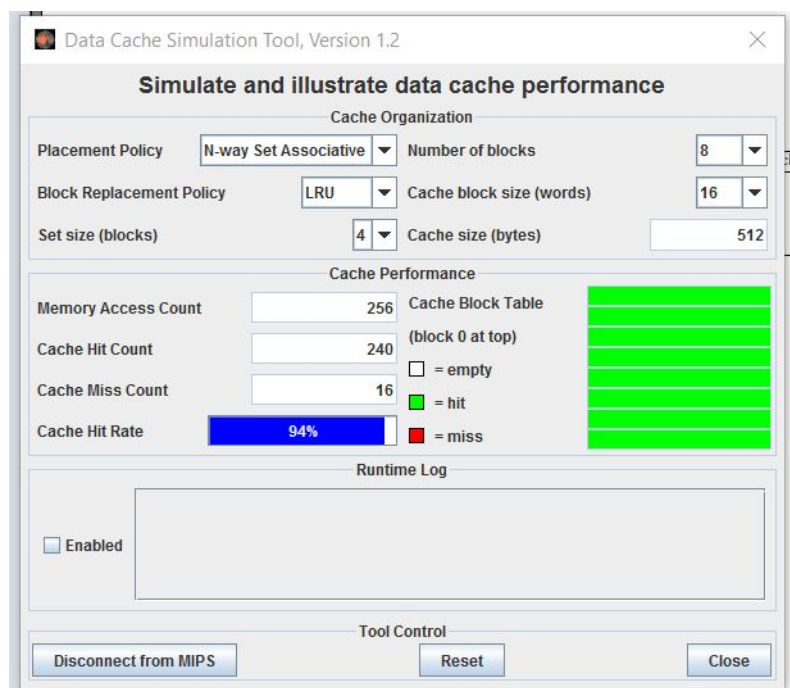 Data Cache Simulation Tool, Version 1.2
Simulate and illustrate data cache performance
Cache Organization
Placement Policy N-way Set Associative Number of blocks 8
Block Replacement Policy LRU Cache block size (words) 16
Set size (blocks) 4 Cache size (bytes) 512
Cache Performance
Memory Access Count 256 Cache Block Table
(block 0 at top)
Cache Hit Count 240
= empty
Cache Miss Count 16
= hit
Cache Hit Rate 94%
= miss
Runtime Log
Enabled
Tool Control
Disconnect from MIPS Reset Close